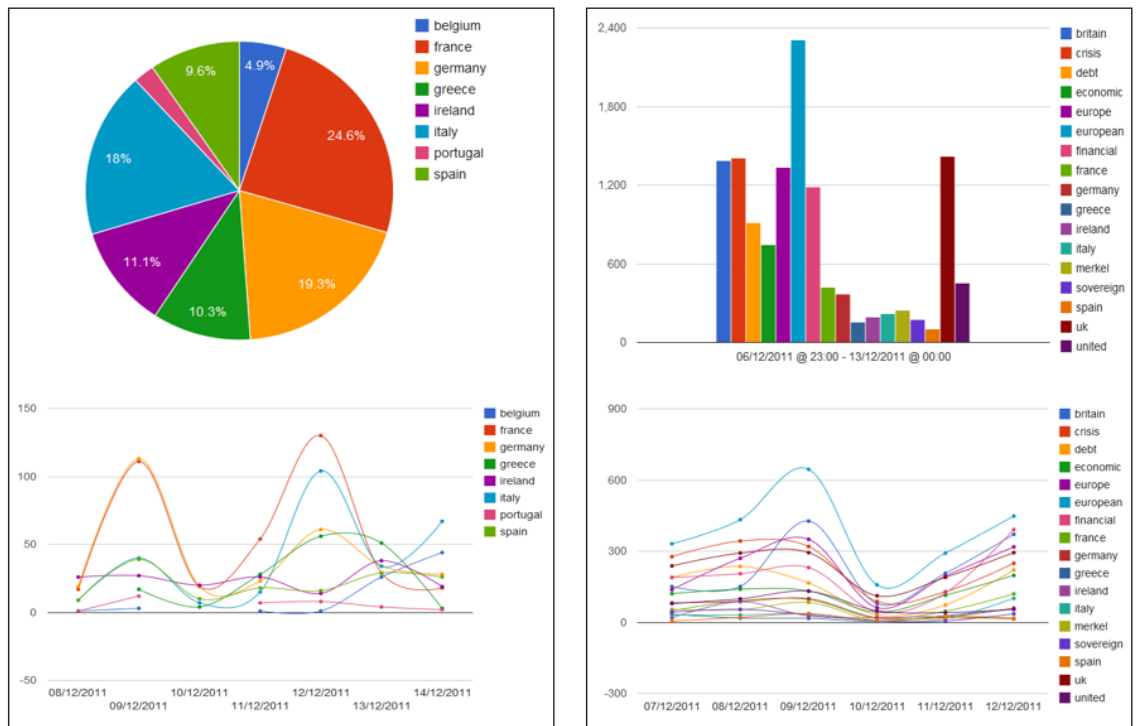 belgium
france
germany
greece
ireland
italy
portugal
spain
4.9%
24.6%
19.3%
10.3%
11.1%
18%
9.6%
150
100
50
0
-50
08/12/2011
09/12/2011
10/12/2011
11/12/2011
12/12/2011
13/12/2011
14/12/2011
belgium
france
germany
greece
ireland
italy
portugal
spain
2,400
1,800
1,200
600
0
06/12/2011 @ 23:00 - 13/12/2011 @ 00:00
britain
crisis
debt
economic
europe
european
financial
france
germany
greece
ireland
italy
merkel
sovereign
spain
uk
united
900
600
300
0
-300
07/12/2011
08/12/2011
09/12/2011
10/12/2011
11/12/2011
12/12/2011
britain
crisis
debt
economic
europe
european
financial
france
germany
greece
ireland
italy
merkel
sovereign
spain
uk
united